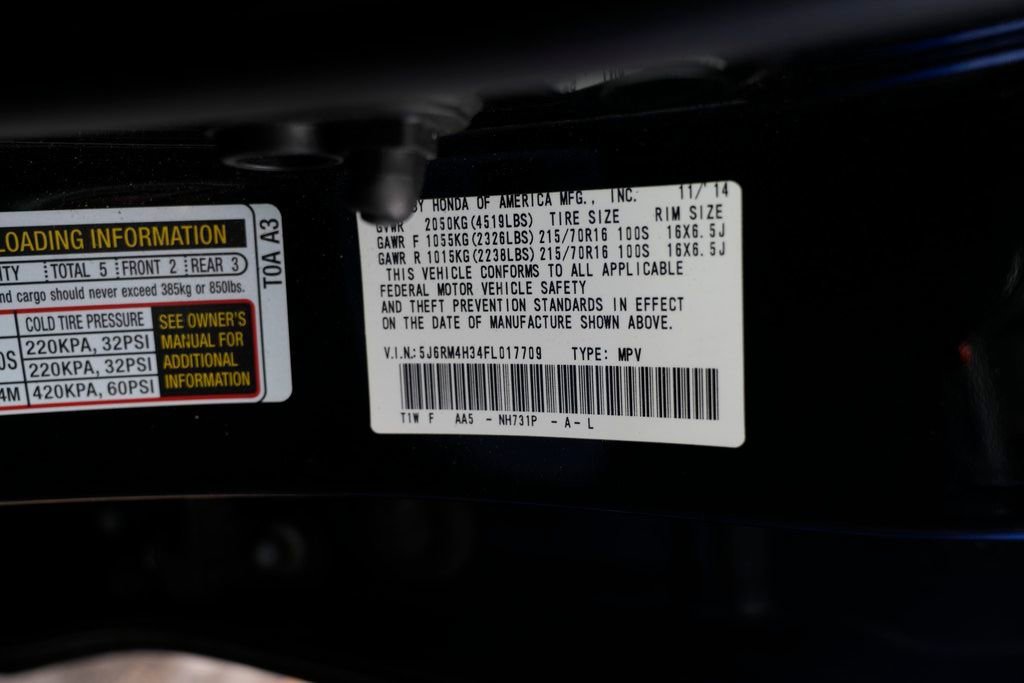 LOADING INFORMATION
TOTAL 5 FRONT 2 REAR 3
and cargo should never exceed 385kg or 850lbs.
COLD TIRE PRESSURE
220KPA, 32PSI
220KPA, 32PSI
420KPA, 60PSI
SEE OWNER'S
MANUAL FOR
ADDITIONAL
INFORMATION
T0A A3
BY HONDA OF AMERICA MFG., INC. 11/'14
GVWR 2050KG(4519LBS) TIRE SIZE RIM SIZE
GAWR F 1055KG(2326LBS) 215/70R16 100S 16X6.5J
GAWR R 1015KG(2238LBS) 215/70R16 100S 16X6.5J
THIS VEHICLE CONFORMS TO ALL APPLICABLE
FEDERAL MOTOR VEHICLE SAFETY
AND THEFT PREVENTION STANDARDS IN EFFECT
ON THE DATE OF MANUFACTURE SHOWN ABOVE.
V.I.N.: 5J6RM4H34FL017709 TYPE: MPV
T1W F AA5 - NH731P - A - L